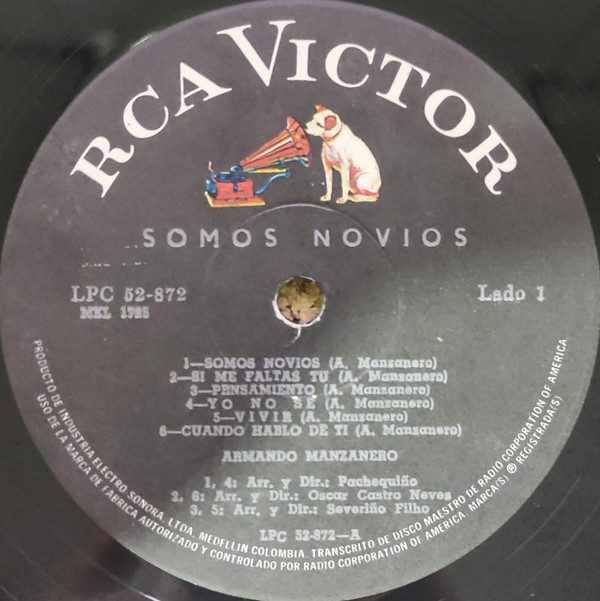 RCA VICTOR
SOMOS NOVIOS
LPC 52-872
MKL 1785
Lado 1
1—SOMOS NOVIOS (A. Manzanero)
2—SI ME FALTAS TU (A. Manzanero)
3—PENSAMIENTO (A. Manzanero)
4—YO NO SE (A. Manzanero)
5—VIVIR (A. Manzanero)
6—CUANDO HABLO DE TI (A. Manzanero)
ARMANDO MANZANERO
1, 4: Arr. y Dir.: Pachequiño
2, 6: Arr. y Dir.: Oscar Castro Neves
3, 5: Arr. y Dir.: Severiño Filho
LPC 52-872—A
PRODUCTO DE INDUSTRIA ELECTRO SONORA, LTDA, MEDELLIN COLOMBIA. TRANSCRITO DE DISCO MAESTRO DE RADIO CORPORATION OF AMERICA
USO DE LA MARCA DE FABRICA AUTORIZADO Y CONTROLADO POR RADIO CORPORATION OF AMERICA. MARCA(S) ® REGISTRADA(S)